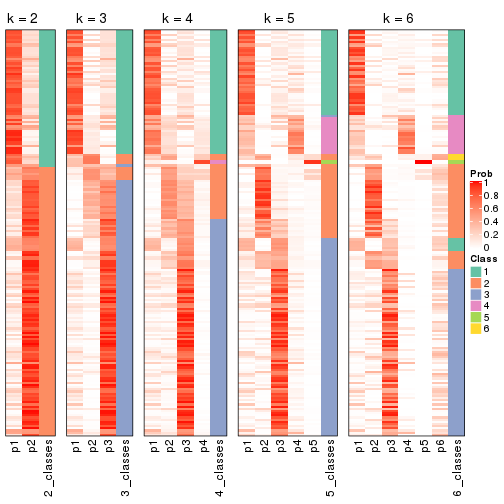 k = 2
k = 3
k = 4
k = 5
k = 6
p1
p2
2_classes
p1
p2
p3
3_classes
p1
p2
p3
p4
4_classes
p1
p2
p3
p4
p5
5_classes
p1
p2
p3
p4
p5
p6
6_classes
Prob
1
0.8
0.6
0.4
0.2
0
Class
1
2
3
4
5
6